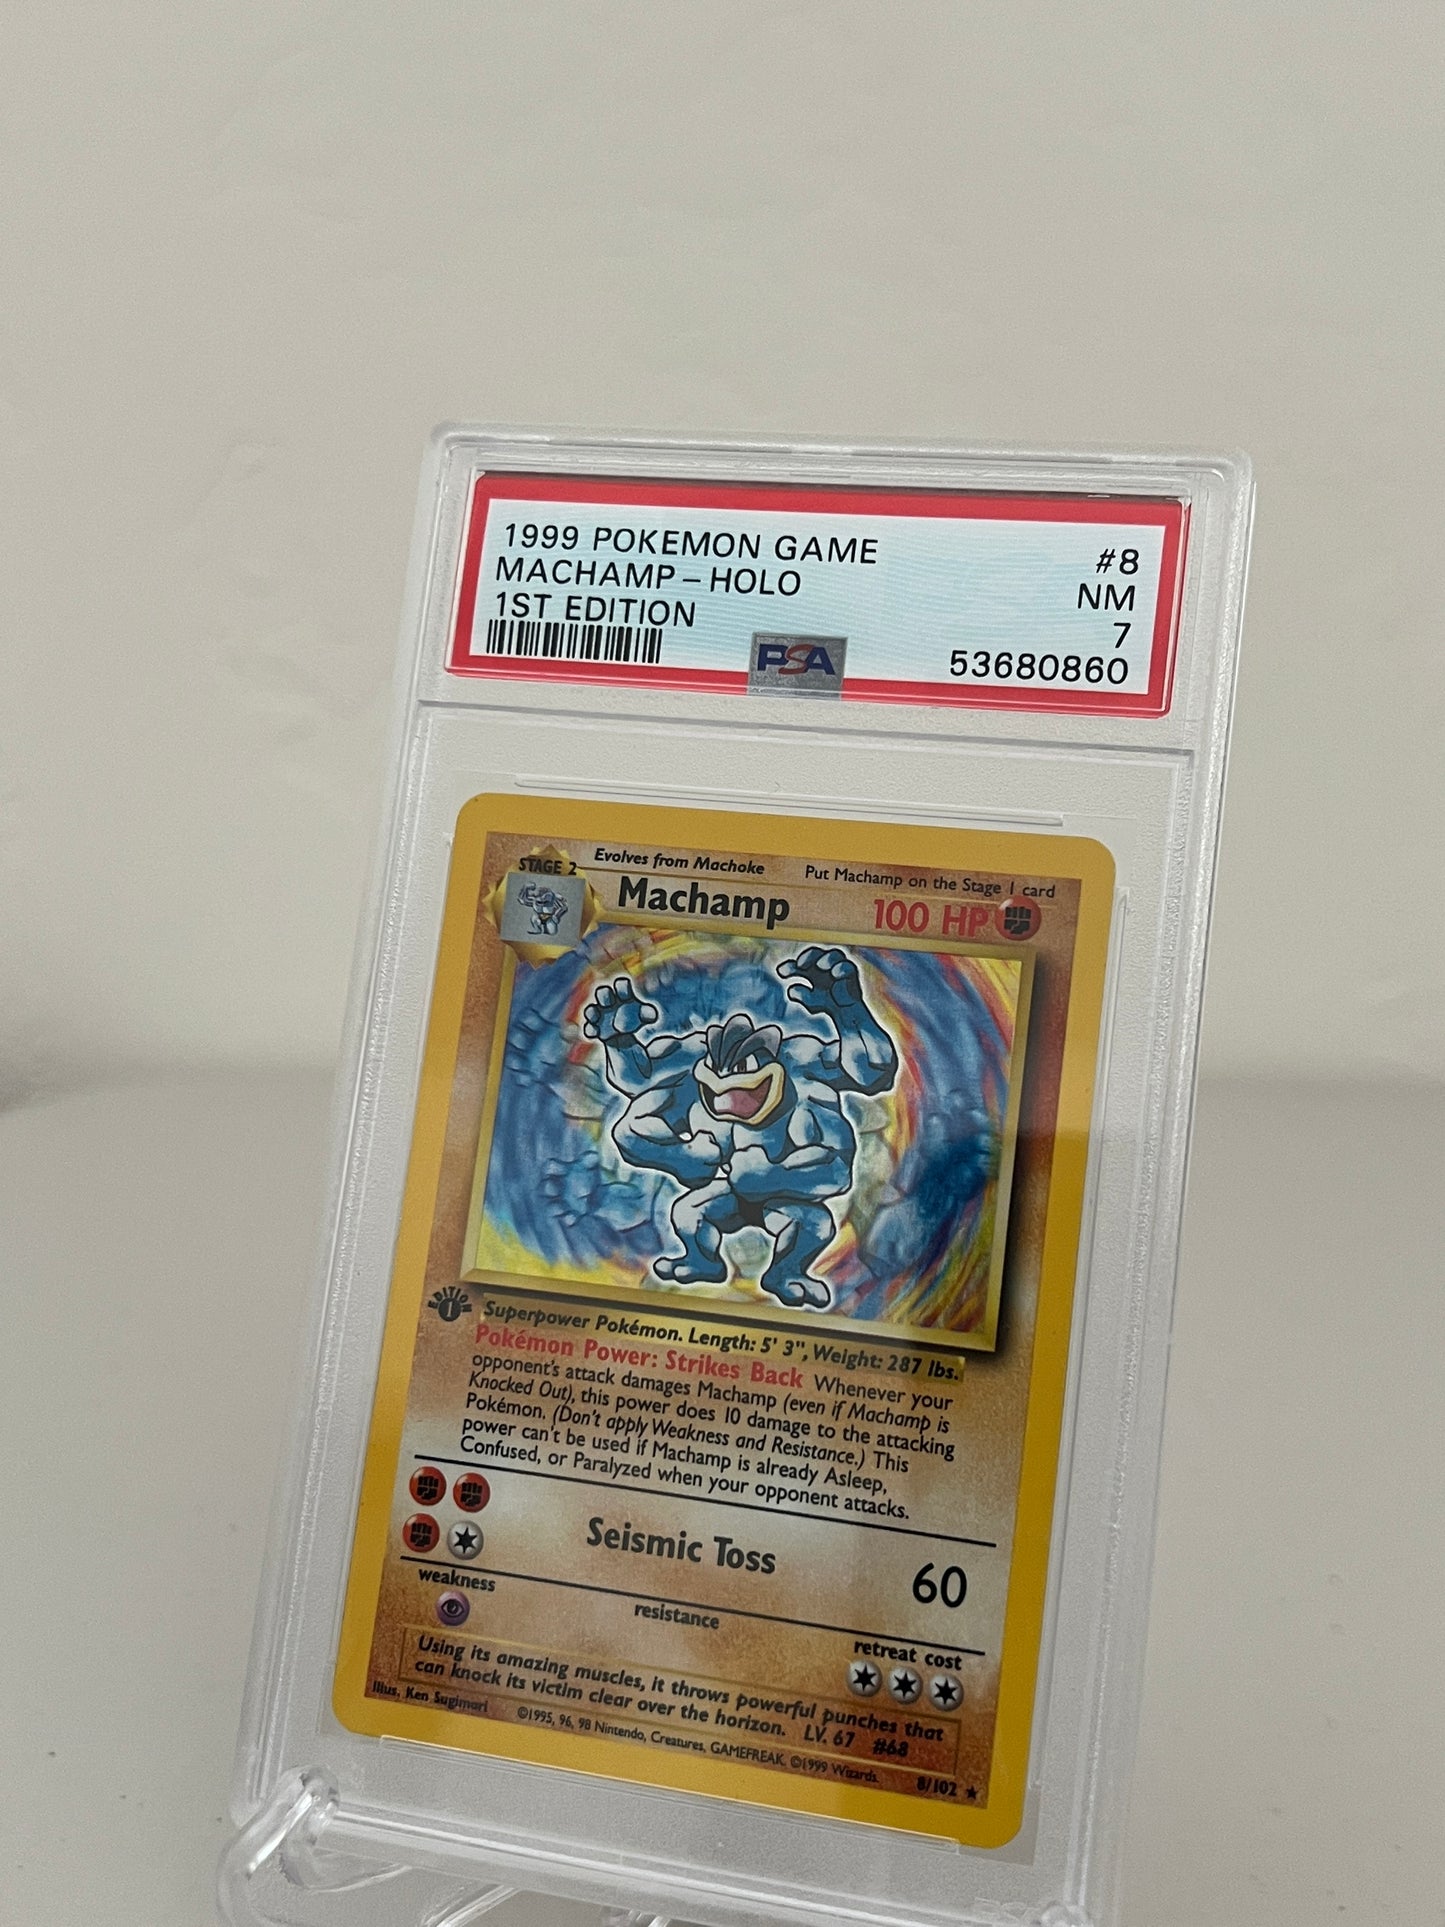 1999 POKEMON GAME #8
MACHAMP-HOLO NM
1ST EDITION 7
PSA 53680860
STAGE 2 Evolves from Machoke Put Machamp on the Stage 1 card
Machamp 100 HP
EDITION 1
Superpower Pokémon. Length: 5' 3", Weight: 287 lbs.
Pokémon Power: Strikes Back Whenever your
opponent's attack damages Machamp (even if Machamp is
Knocked Out), this power does 10 damage to the attacking
Pokémon. (Don't apply Weakness and Resistance.) This
power can't be used if Machamp is already Asleep,
Confused, or Paralyzed when your opponent attacks.
Seismic Toss 60
weakness resistance retreat cost
Using its amazing muscles, it throws powerful punches that
can knock its victim clear over the horizon. LV. 67 #68
Illus. Ken Sugimori ©1995, 96, 98 Nintendo, Creatures, GAMEFREAK. ©1999 Wizards. 8/102 ★